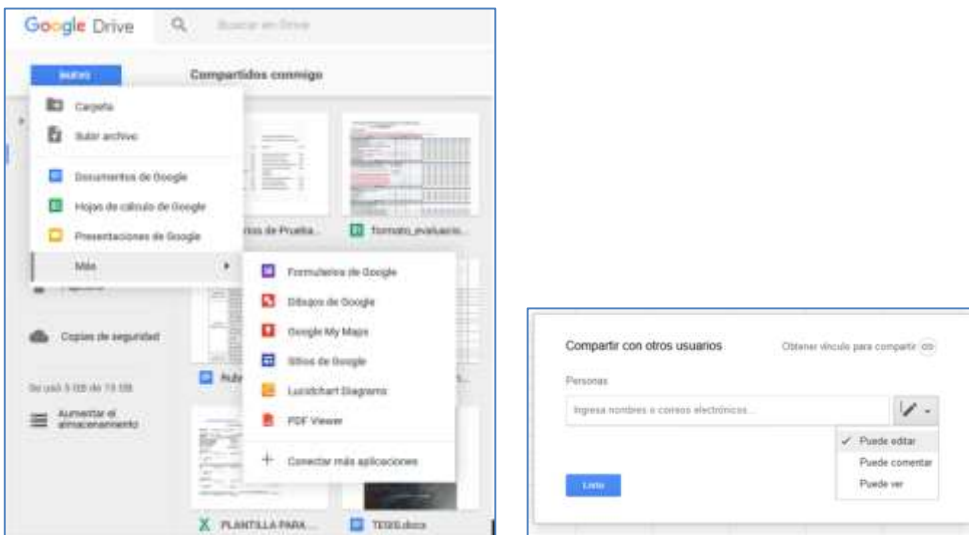 Google Drive
Buscar en Drive
NUEVO
Compartidos conmigo
Carpeta
Subir archivo
Documentos de Google
Hojas de cálculo de Google
Presentaciones de Google
Más
de Prueba...
formato_evaluacio...
Formularios de Google
Dibujos de Google
Google My Maps
Sitios de Google
Lucidchart Diagrams
PDF Viewer
Conectar más aplicaciones
Copias de seguridad
Aumentar el
almacenamiento
PLANTILLA PARA...
TESIS.docx
Compartir con otros usuarios
Obtener vínculo para compartir
Personas
Ingresa nombres o correos electrónicos...
Puede editar
Puede comentar
Puede ver
Listo